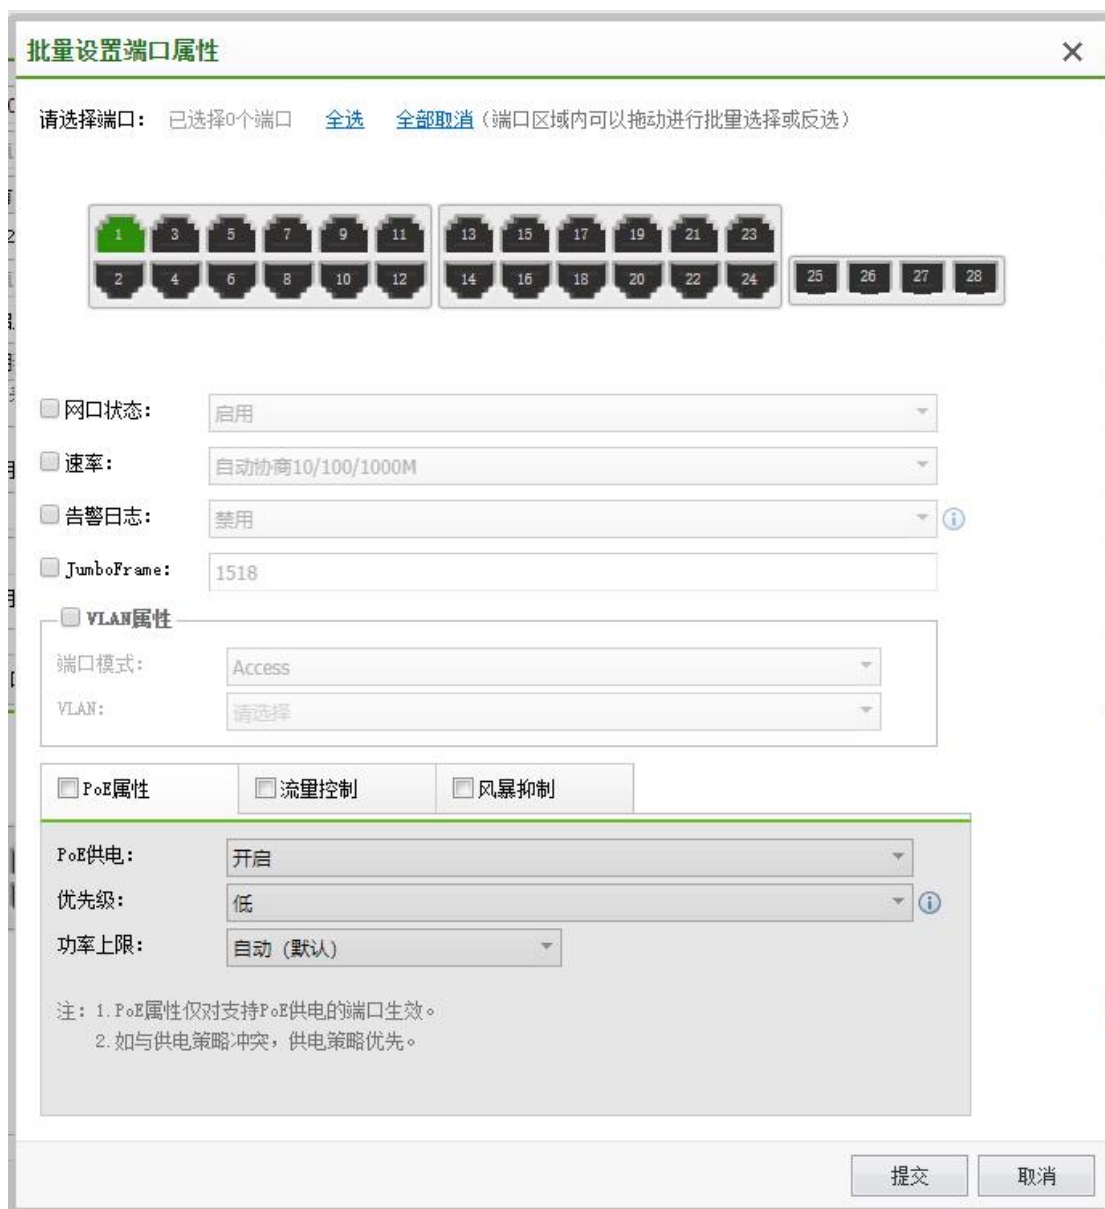 批量设置端口属性
请选择端口： 已选择0个端口 全选 全部取消（端口区域内可以拖动进行批量选择或反选）
1 3 5 7 9 11 13 15 17 19 21 23
2 4 6 8 10 12 14 16 18 20 22 24 25 26 27 28
网口状态： 启用
速率： 自动协商10/100/1000M
告警日志： 禁用
JumboFrame： 1518
VLAN属性
端口模式： Access
VLAN： 请选择
PoE属性 流量控制 风暴抑制
PoE供电： 开启
优先级： 低
功率上限： 自动 (默认)
注：1.PoE属性仅对支持PoE供电的端口生效。
2.如与供电策略冲突，供电策略优先。
提交 取消